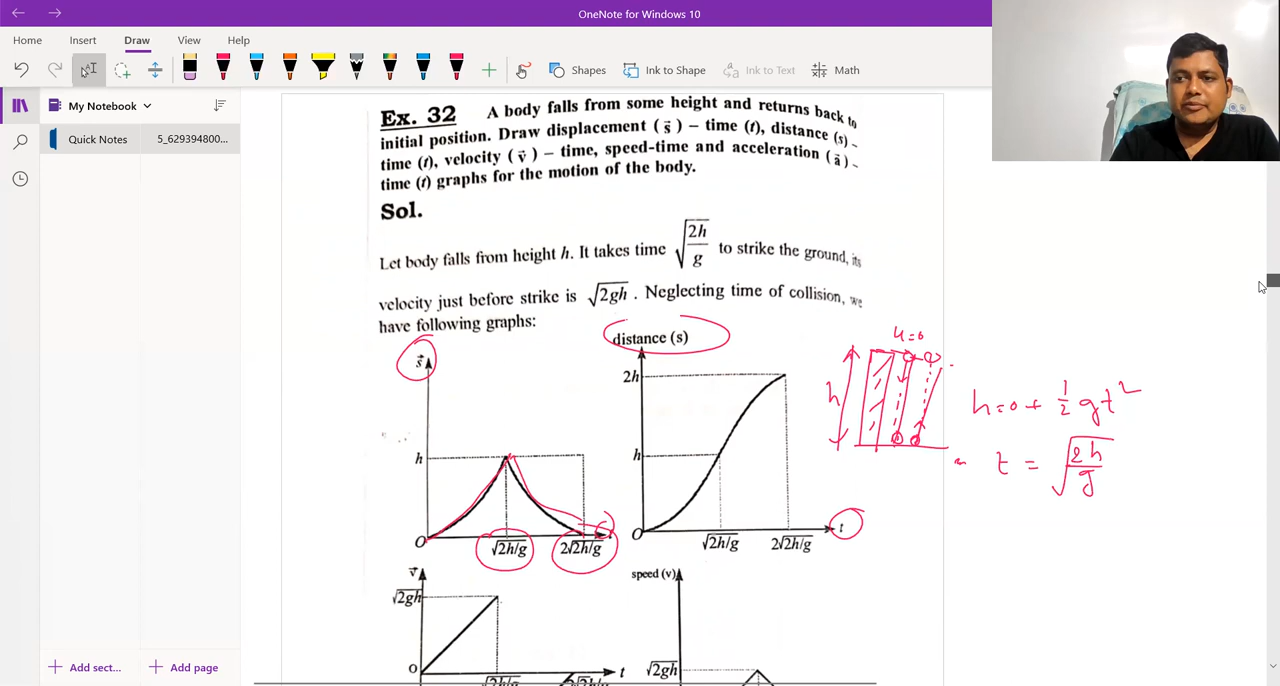 OneNote for Windows 10
Home Insert Draw View Help
Shapes Ink to Shape Ink to Text Math
My Notebook
Quick Notes 5_629394800...
Ex. 32 A body falls from some height and returns back to
initial position. Draw displacement (s⃗) – time (t), distance (s) –
time (t), velocity (v⃗) – time, speed-time and acceleration (a⃗) –
time (t) graphs for the motion of the body.
Sol.
Let body falls from height h. It takes time √(2h/g) to strike the ground, its
velocity just before strike is √2gh. Neglecting time of collision, we
have following graphs:
s⃗
h
O
√2h/g 2√2h/g
distance (s)
2h
h
O
t
√2h/g 2√2h/g
u=0
h
h=0+ 1/2 gt²
t = √(2h/g)
v⃗
√2gh
O
t
√2h/g 2√2h/g
speed (v)
√2gh
Add sect... Add page